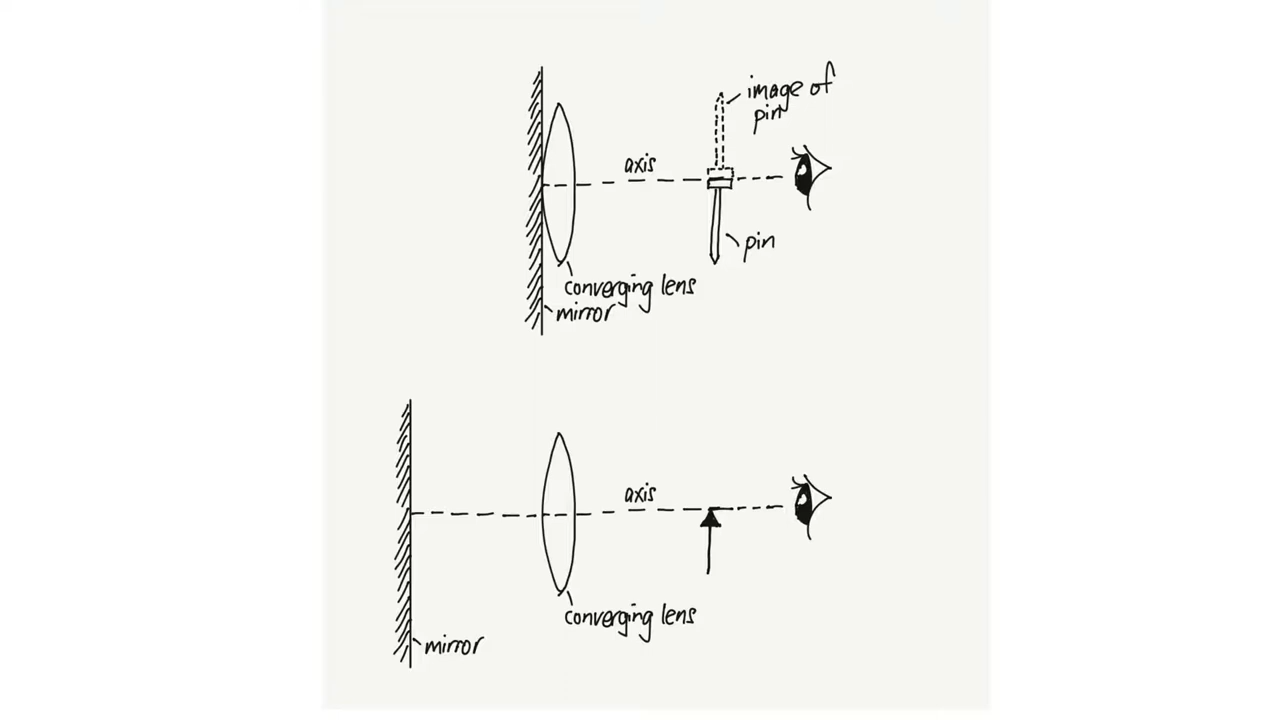 image of
pin
axis
pin
converging lens
mirror
axis
converging lens
mirror